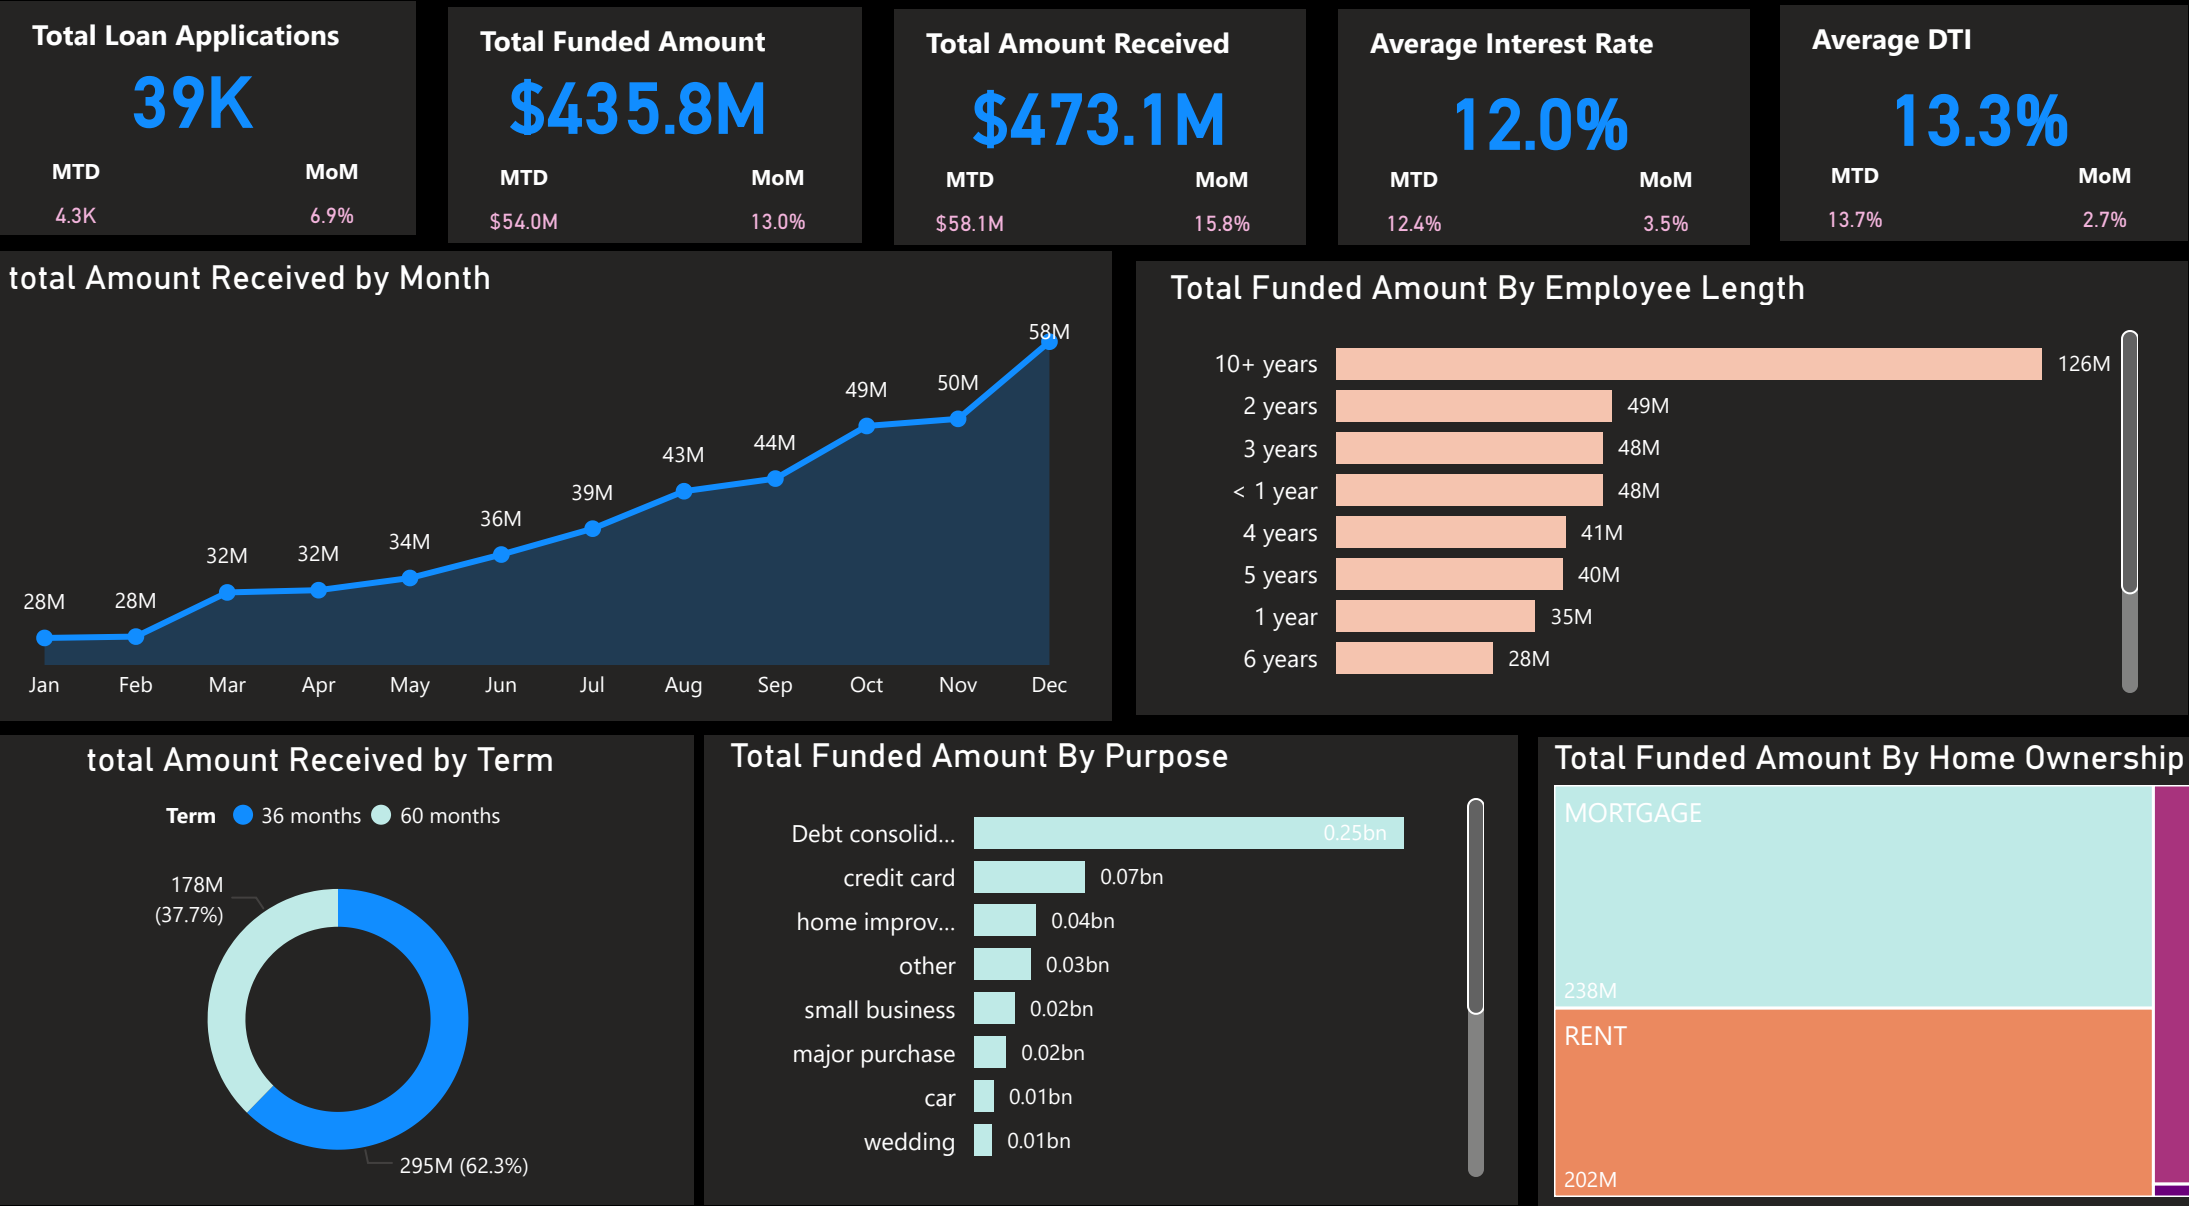 Total Loan Applications
39K
MTD MoM
4.3K 6.9%
Total Funded Amount
$435.8M
MTD MoM
$54.0M 13.0%
Total Amount Received
$473.1M
MTD MoM
$58.1M 15.8%
Average Interest Rate
12.0%
MTD MoM
12.4% 3.5%
Average DTI
13.3%
MTD MoM
13.7% 2.7%
total Amount Received by Month
28M 28M 32M 32M 34M 36M 39M 43M 44M 49M 50M 58M
Jan Feb Mar Apr May Jun Jul Aug Sep Oct Nov Dec
Total Funded Amount By Employee Length
10+ years 126M
2 years 49M
3 years 48M
< 1 year 48M
4 years 41M
5 years 40M
1 year 35M
6 years 28M
total Amount Received by Term
Term 36 months 60 months
178M
(37.7%)
295M (62.3%)
Total Funded Amount By Purpose
Debt consolid... 0.25bn
credit card 0.07bn
home improv... 0.04bn
other 0.03bn
small business 0.02bn
major purchase 0.02bn
car 0.01bn
wedding 0.01bn
Total Funded Amount By Home Ownership
MORTGAGE
238M
RENT
202M